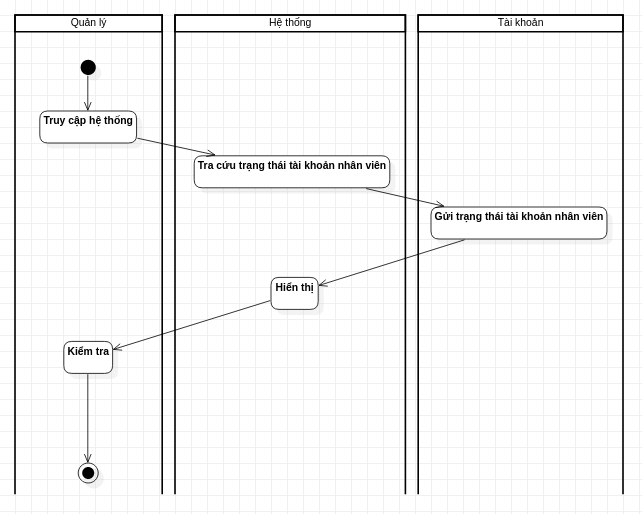 Quản lý
Hệ thống
Tài khoản
Truy cập hệ thống
Tra cứu trạng thái tài khoản nhân viên
Gửi trạng thái tài khoản nhân viên
Hiển thị
Kiểm tra